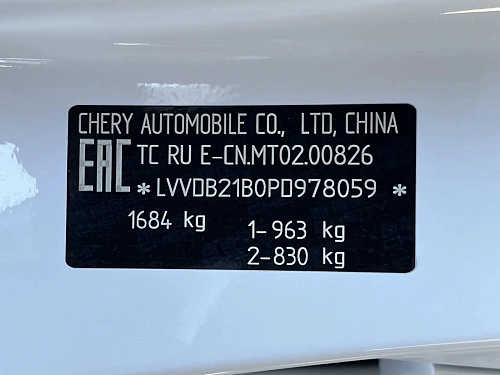 CHERY AUTOMOBILE CO., LTD, CHINA
EAC TC RU E-CN.MT02.00826
*LVVDB21B0PD978059 *
1684 kg
1-963 kg
2-830 kg